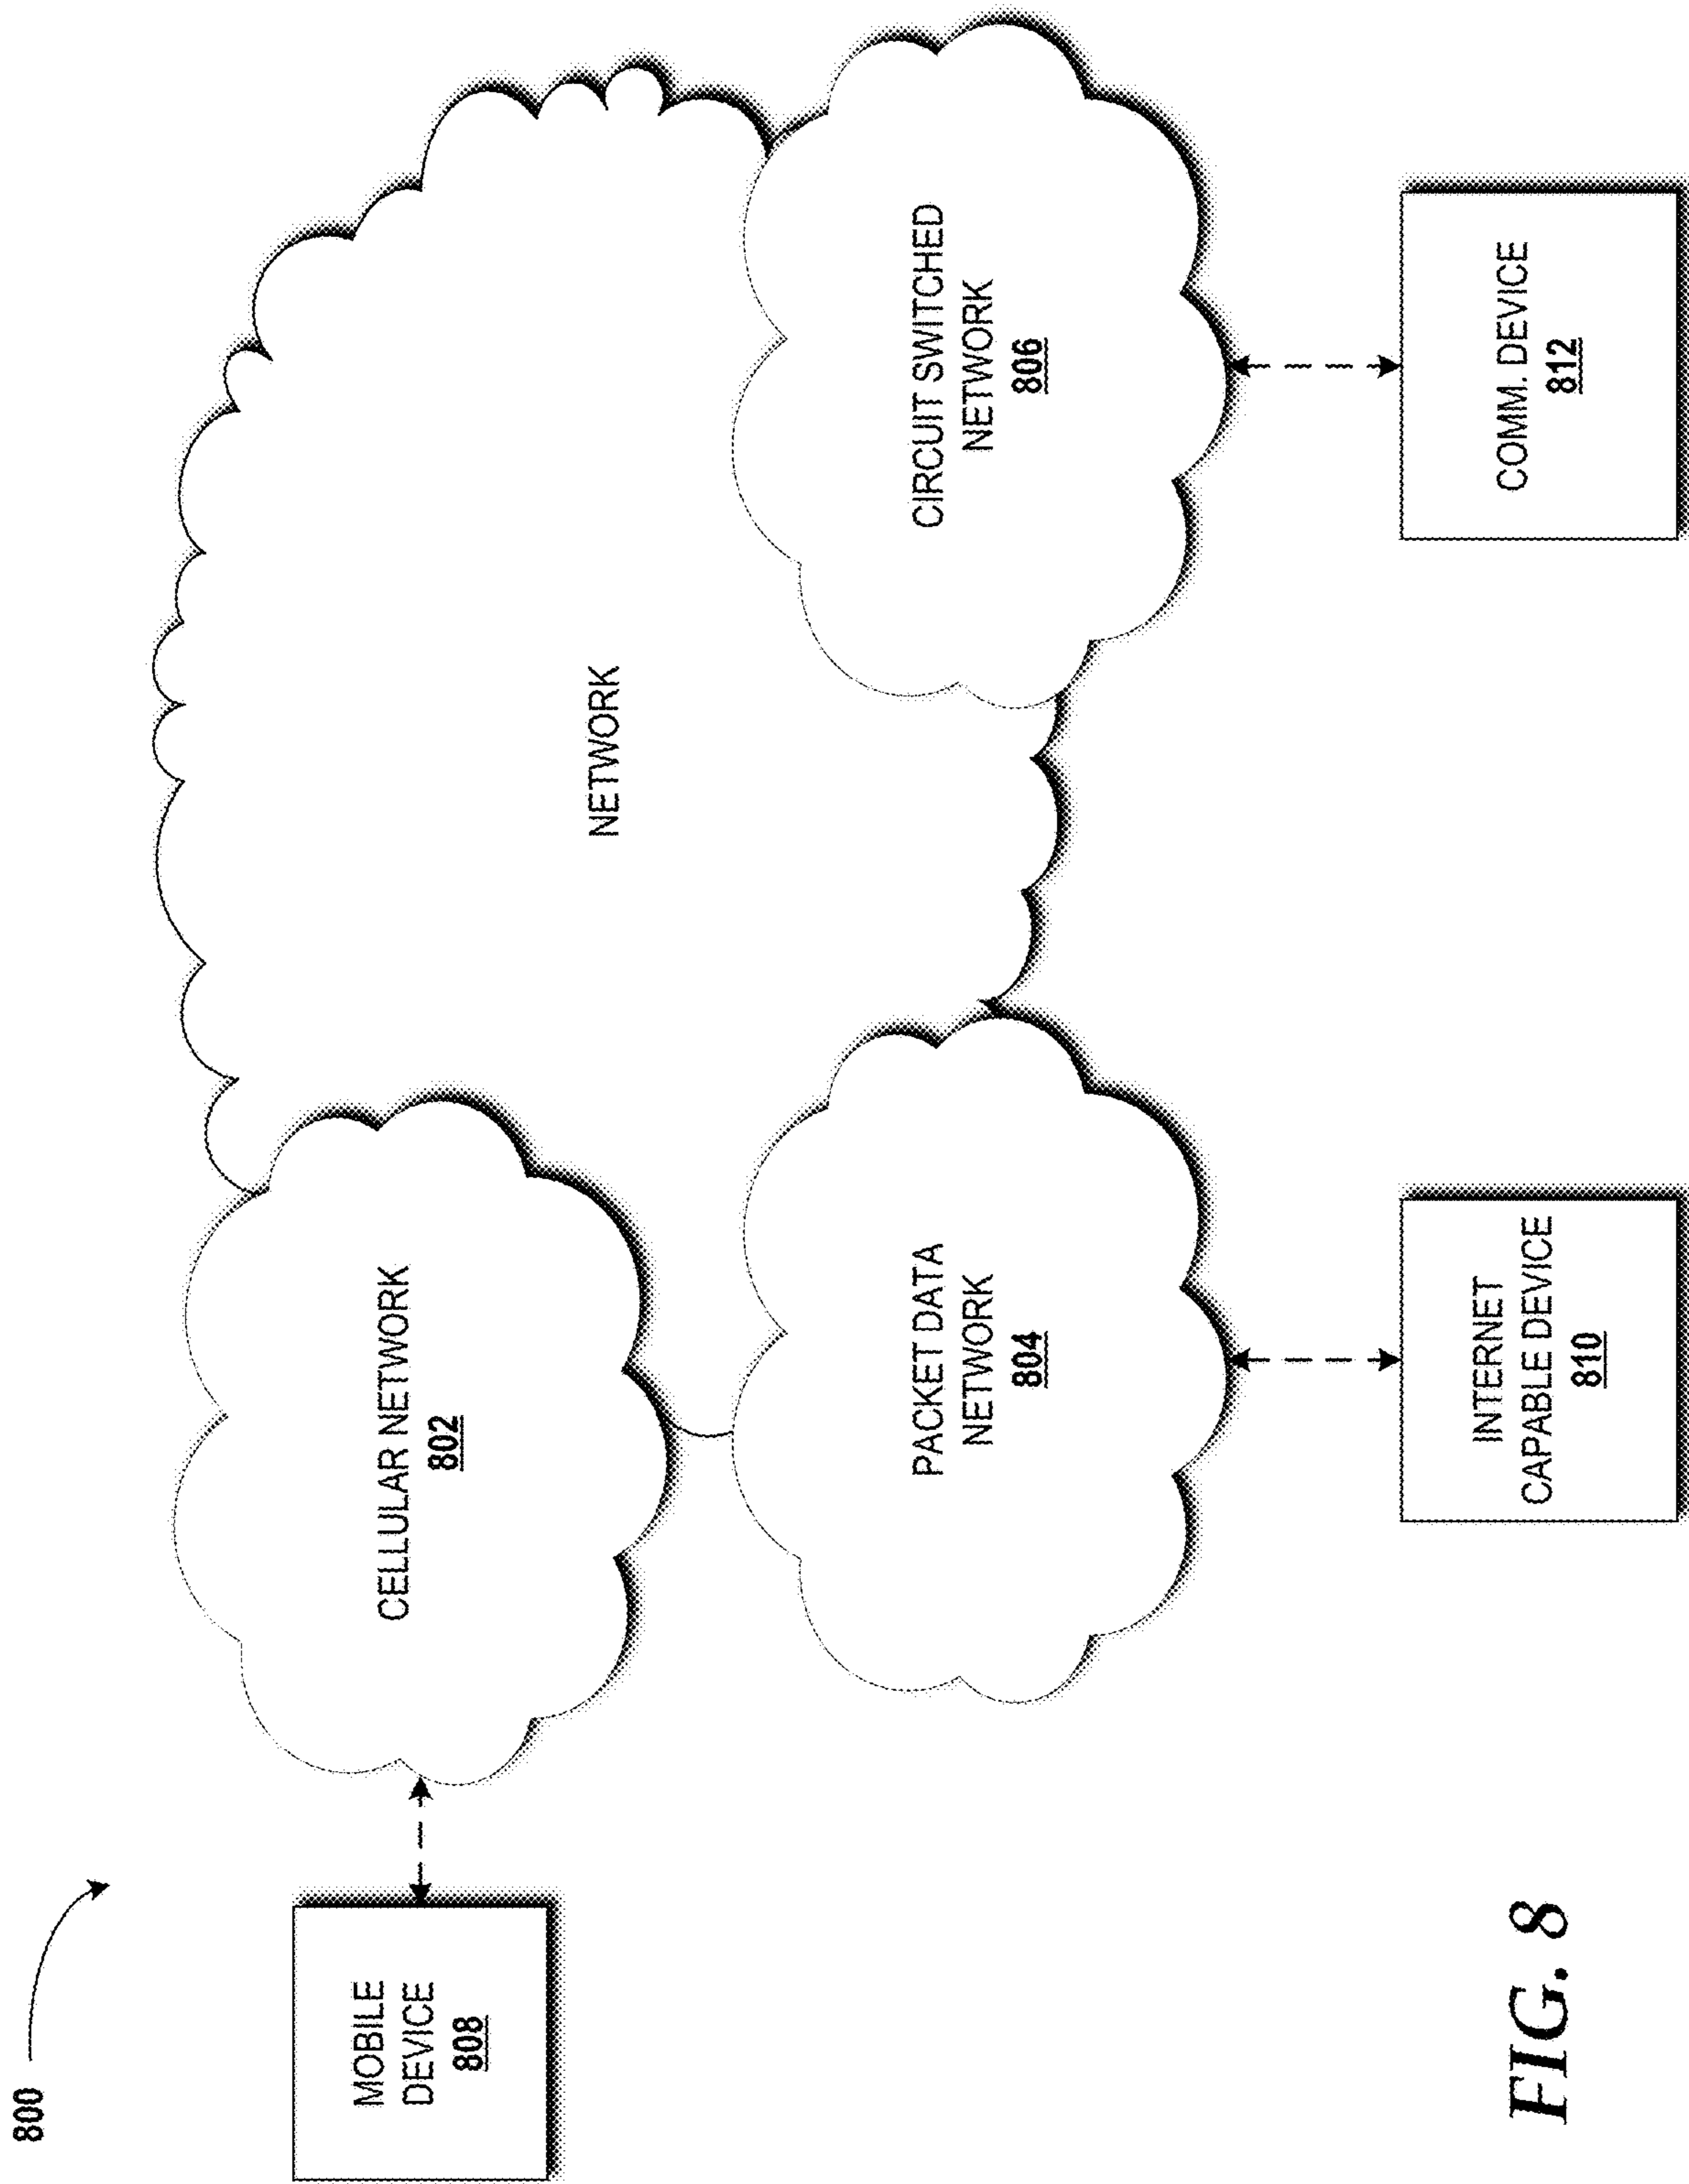 800
MOBILE
DEVICE
808
CELLULAR NETWORK
802
NETWORK
PACKET DATA
NETWORK
804
CIRCUIT SWITCHED
NETWORK
806
INTERNET
CAPABLE DEVICE
810
COMM. DEVICE
812
FIG. 8